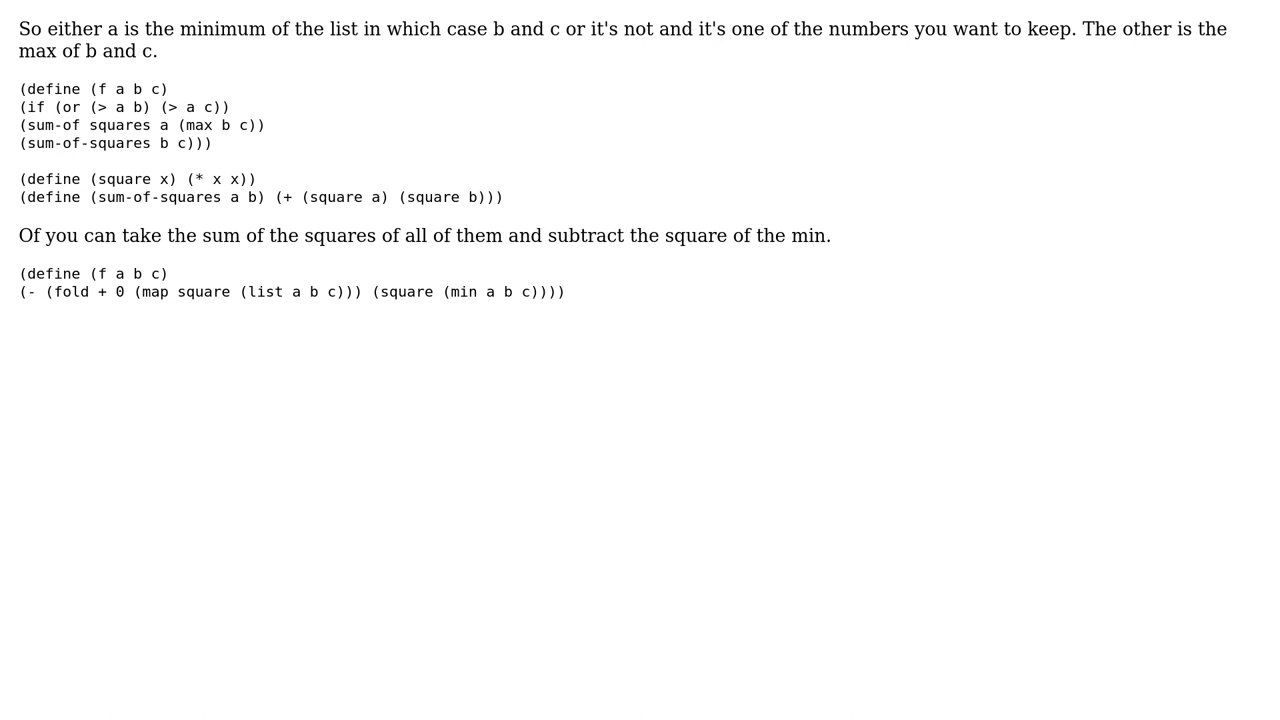 So either a is the minimum of the list in which case b and c or it's not and it's one of the numbers you want to keep. The other is the
max of b and c.
(define (f a b c)
(if (or (> a b) (> a c))
(sum-of squares a (max b c))
(sum-of-squares b c)))
(define (square x) (* x x))
(define (sum-of-squares a b) (+ (square a) (square b)))
Of you can take the sum of the squares of all of them and subtract the square of the min.
(define (f a b c)
(- (fold + 0 (map square (list a b c))) (square (min a b c))))